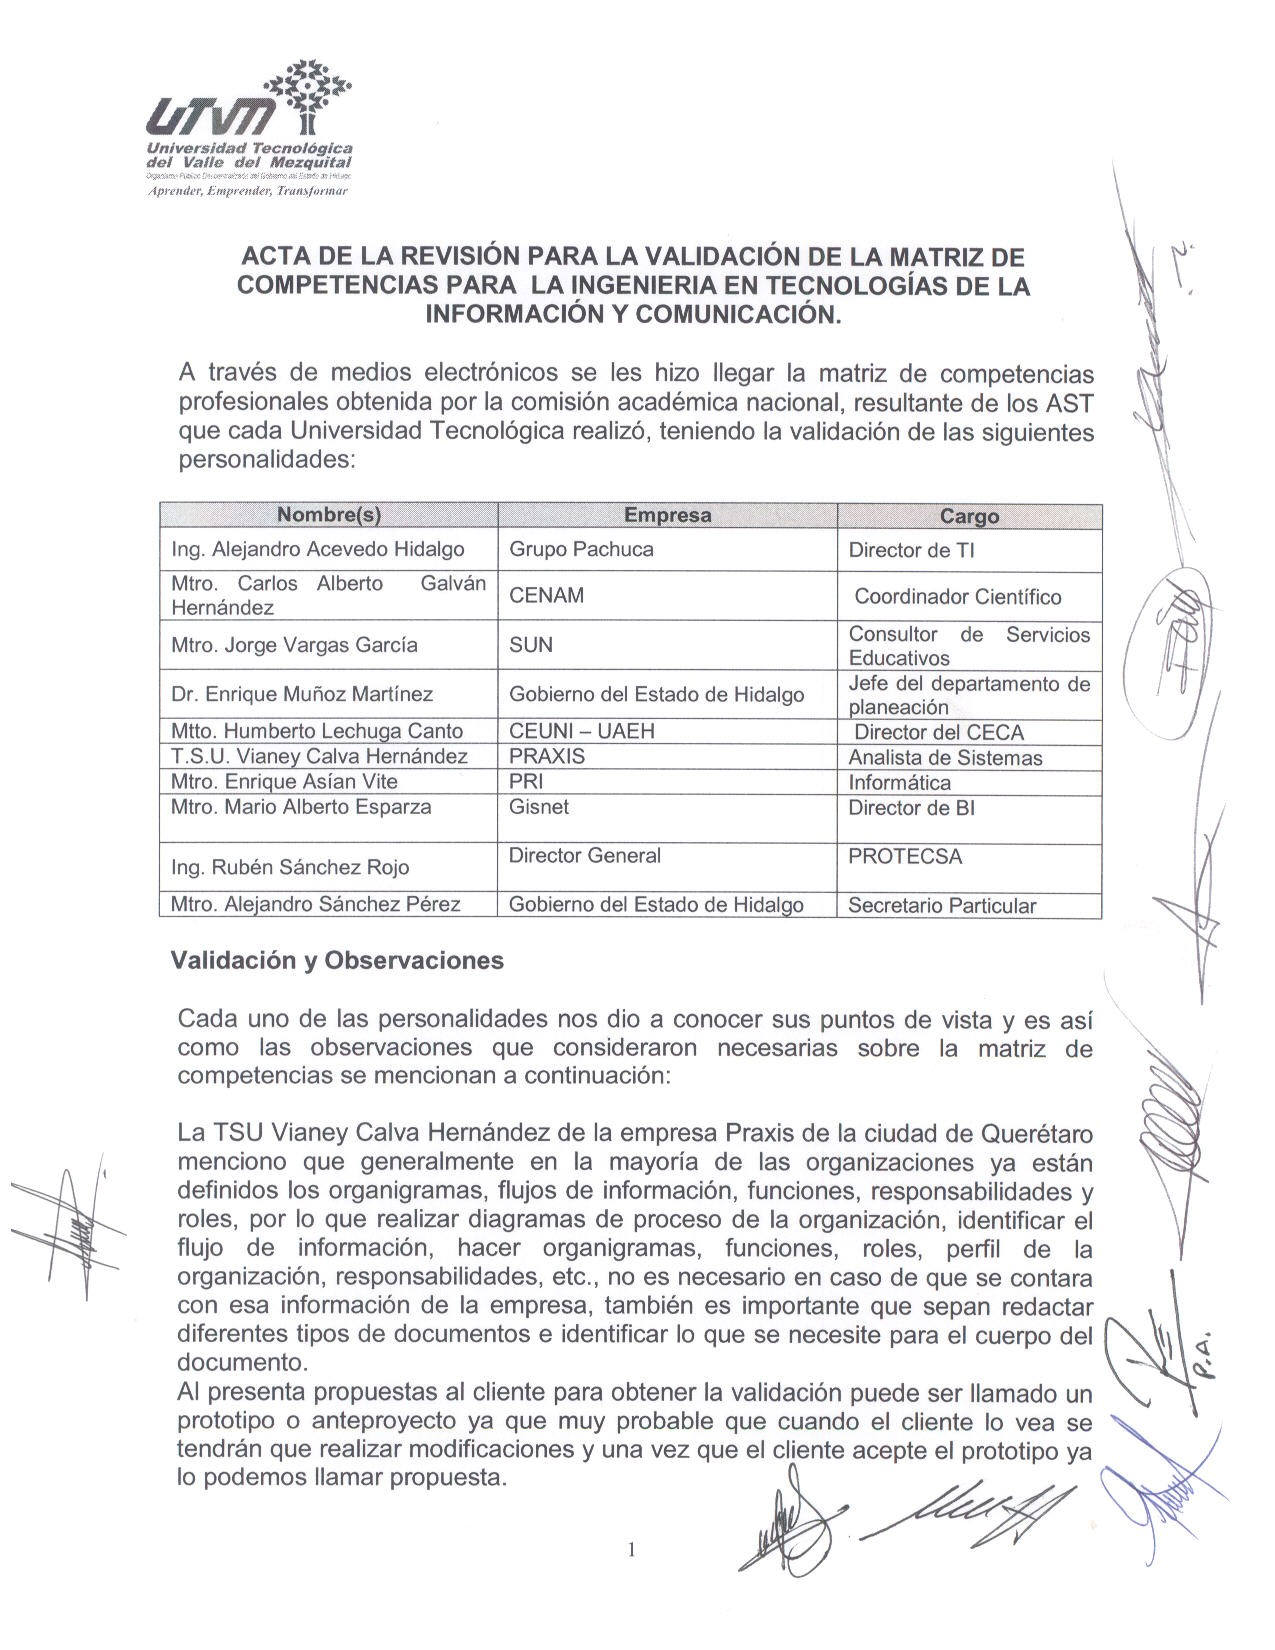 UTVM
Universidad Tecnológica
del Valle del Mezquital
Organismo Público Descentralizado del Gobierno del Estado de Hidalgo
Aprender, Emprender, Transformar
ACTA DE LA REVISIÓN PARA LA VALIDACIÓN DE LA MATRIZ DE
COMPETENCIAS PARA LA INGENIERIA EN TECNOLOGÍAS DE LA
INFORMACIÓN Y COMUNICACIÓN.
A través de medios electrónicos se les hizo llegar la matriz de competencias
profesionales obtenida por la comisión académica nacional, resultante de los AST
que cada Universidad Tecnológica realizó, teniendo la validación de las siguientes
personalidades:
Nombre(s) Empresa Cargo
Ing. Alejandro Acevedo Hidalgo Grupo Pachuca Director de TI
Mtro. Carlos Alberto Galván
Hernández CENAM Coordinador Científico
Mtro. Jorge Vargas García SUN Consultor de Servicios
Educativos
Dr. Enrique Muñoz Martínez Gobierno del Estado de Hidalgo Jefe del departamento de
planeación
Mtto. Humberto Lechuga Canto CEUNI – UAEH Director del CECA
T.S.U. Vianey Calva Hernández PRAXIS Analista de Sistemas
Mtro. Enrique Asían Vite PRI Informática
Mtro. Mario Alberto Esparza Gisnet Director de BI
Ing. Rubén Sánchez Rojo Director General PROTECSA
Mtro. Alejandro Sánchez Pérez Gobierno del Estado de Hidalgo Secretario Particular
Validación y Observaciones
Cada uno de las personalidades nos dio a conocer sus puntos de vista y es así
como las observaciones que consideraron necesarias sobre la matriz de
competencias se mencionan a continuación:
La TSU Vianey Calva Hernández de la empresa Praxis de la ciudad de Querétaro
menciono que generalmente en la mayoría de las organizaciones ya están
definidos los organigramas, flujos de información, funciones, responsabilidades y
roles, por lo que realizar diagramas de proceso de la organización, identificar el
flujo de información, hacer organigramas, funciones, roles, perfil de la
organización, responsabilidades, etc., no es necesario en caso de que se contara
con esa información de la empresa, también es importante que sepan redactar
diferentes tipos de documentos e identificar lo que se necesite para el cuerpo del
documento.
Al presenta propuestas al cliente para obtener la validación puede ser llamado un
prototipo o anteproyecto ya que muy probable que cuando el cliente lo vea se
tendrán que realizar modificaciones y una vez que el cliente acepte el prototipo ya
lo podemos llamar propuesta.
P.A.
1